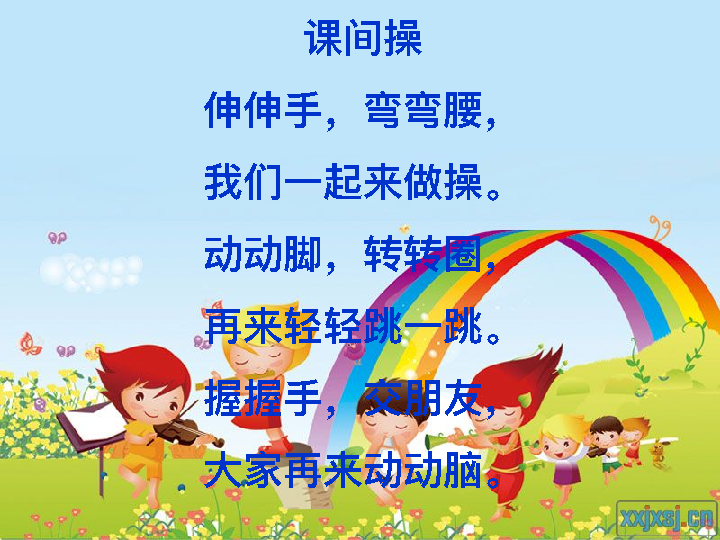 课间操
伸伸手，弯弯腰，
我们一起来做操。
动动脚，转转圈，
再来轻轻跳一跳。
握握手，交朋友，
大家再来动动脑。
xxjxsj.cn